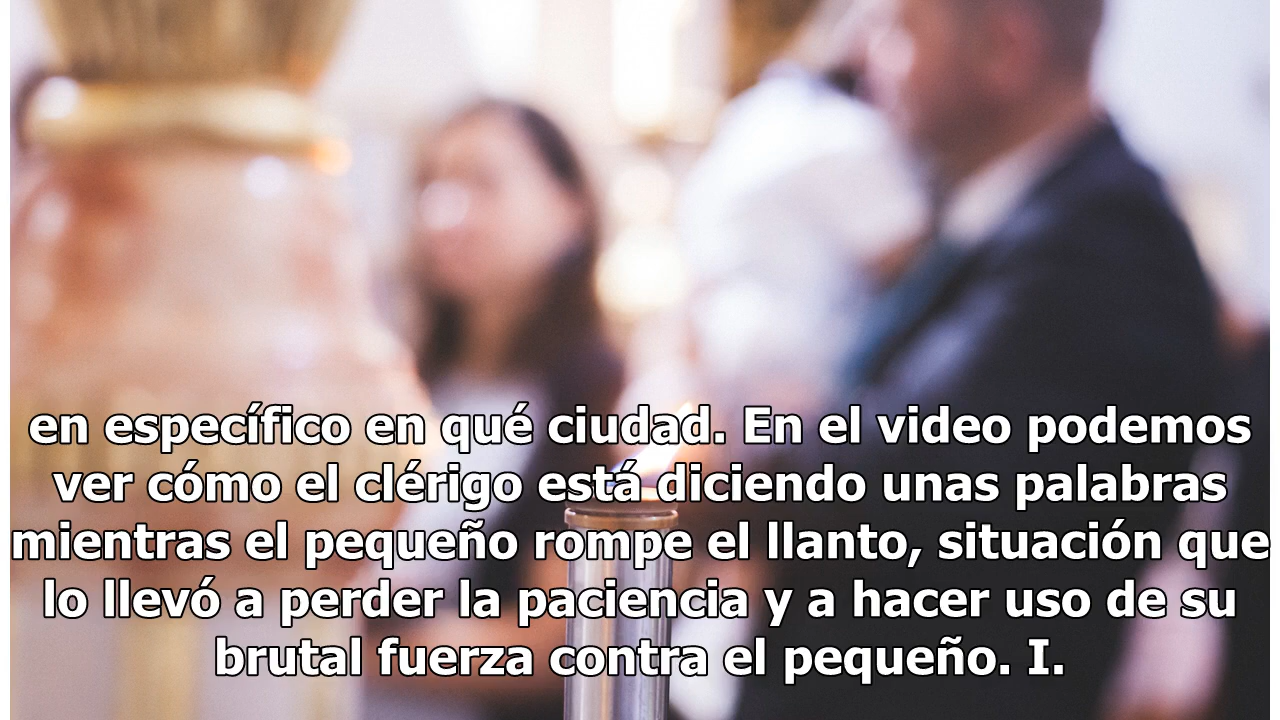 en específico en qué ciudad. En el video podemos
ver cómo el clérigo está diciendo unas palabras
mientras el pequeño rompe el llanto, situación que
lo llevó a perder la paciencia y a hacer uso de su
brutal fuerza contra el pequeño. I.